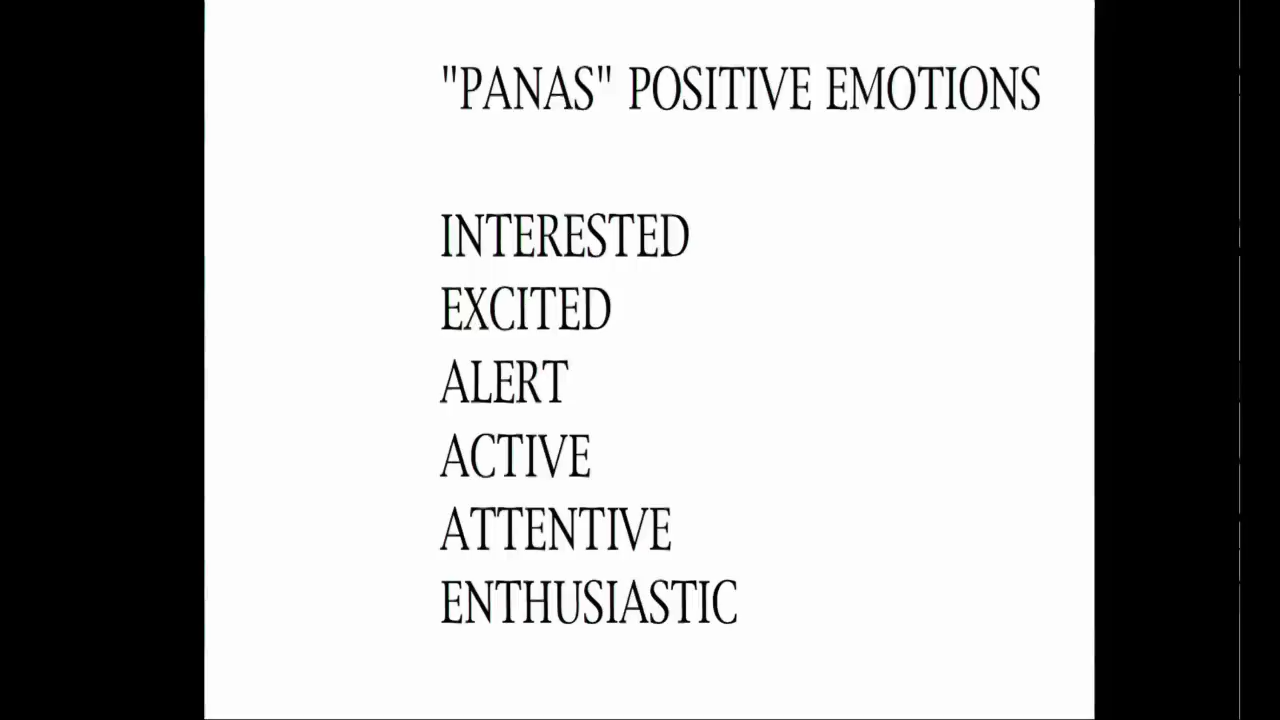 "PANAS" POSITIVE EMOTIONS
INTERESTED
EXCITED
ALERT
ACTIVE
ATTENTIVE
ENTHUSIASTIC